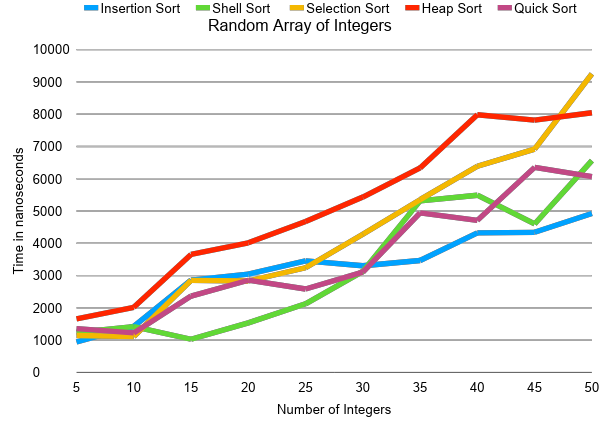 Insertion Sort Shell Sort Selection Sort Heap Sort Quick Sort
Random Array of Integers
10000
9000
8000
7000
6000
5000
4000
3000
2000
1000
0
Time in nanoseconds
5 10 15 20 25 30 35 40 45 50
Number of Integers